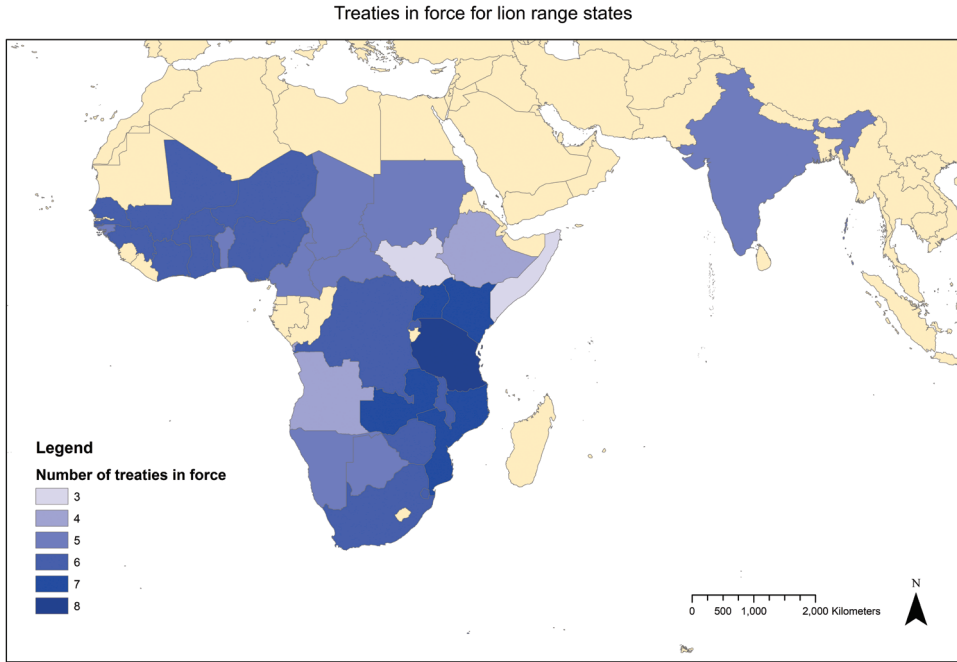 Treaties in force for lion range states
Legend
Number of treaties in force
3
4
5
6
7
8
N
0 500 1,000 2,000 Kilometers